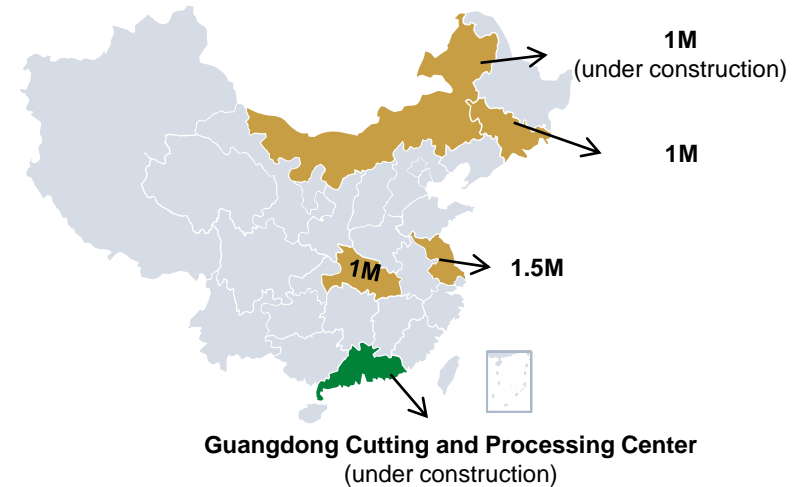 1M
(under construction)
1M
1M
1.5M
Guangdong Cutting and Processing Center
(under construction)